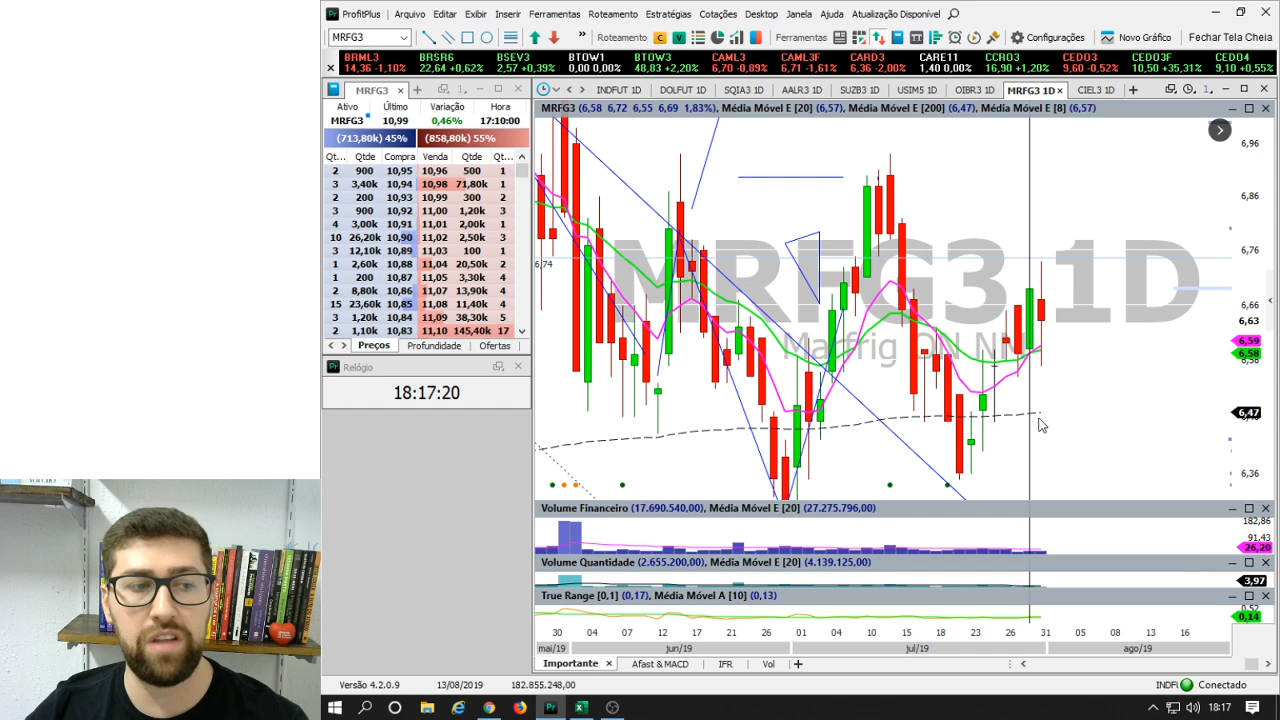 ProfitPlus Arquivo Editar Exibir Inserir Ferramentas Roteamento Estratégias Cotações Desktop Janela Ajuda Atualização Disponível
MRFG3 » Roteamento C V Ferramentas Configurações Novo Gráfico Fechar Tela Cheia
BRML3 BRSR6 BSEV3 BTOW1 BTOW3 CAML3 CAML3F CARD3 CARE11 CCRO3 CEDO3 CEDO3F CEDO4
14,36 -1,10% 22,64 +0,62% 2,57 +0,39% 0,00 0,00% 48,83 +2,20% 6,70 -0,89% 6,71 -1,61% 6,36 -2,00% 1,40 0,00% 16,90 +1,20% 9,60 -0,52% 10,50 +35,31% 9,10 +0,55%
MRFG3
INDFUT 1D DOLFUT 1D SQIA3 1D AALR3 1D SUZB3 1D USIM5 1D OIBR3 1D MRFG3 1D CIEL3 1D
Ativo Último Variação Hora
MRFG3 10,99 0,46% 17:10:00
(713,80k) 45% (858,80k) 55%
Qt... Qtde Compra Venda Qtde Qt...
2 900 10,95 10,96 500 1
3 3,40k 10,94 10,98 71,80k 1
2 200 10,93 10,99 300 2
3 900 10,92 11,00 1,20k 3
4 3,00k 10,91 11,01 2,00k 1
10 26,20k 10,90 11,02 2,50k 3
3 12,10k 10,89 11,03 100 1
1 2,60k 10,88 11,04 20,50k 2
1 200 10,87 11,05 3,30k 4
2 8,80k 10,86 11,07 13,90k 4
15 23,60k 10,85 11,08 11,40k 4
3 1,20k 10,84 11,09 38,30k 5
2 1,10k 10,83 11,10 145,40k 17
Preços Profundidade Ofertas
Relógio
18:17:20
MRFG3 (6,58 6,72 6,55 6,69 1,83%), Média Móvel E [20] (6,57), Média Móvel E [200] (6,47), Média Móvel E [8] (6,57)
MRFG3 1D
Marfrig ON NM
6,74
6,96
6,86
6,76
6,66
6,63
6,59
6,58
6,47
6,36
Volume Financeiro (17.690.540,00), Média Móvel E [20] (27.275.796,00)
182,86
91,43
26,20
Volume Quantidade (2.655.200,00), Média Móvel E [20] (4.139.125,00)
3,97
True Range [0,1] (0,17), Média Móvel A [10] (0,13)
0,52
0,14
30 04 07 12 14 19 21 26 01 04 10 15 18 23 26 31 05 08 13 16
mai/19 jun/19 jul/19 ago/19
Importante Afast & MACD IFR Vol
Versão 4.2.0.9 13/08/2019 182.855.248,00 INDFU Conectado
18:17